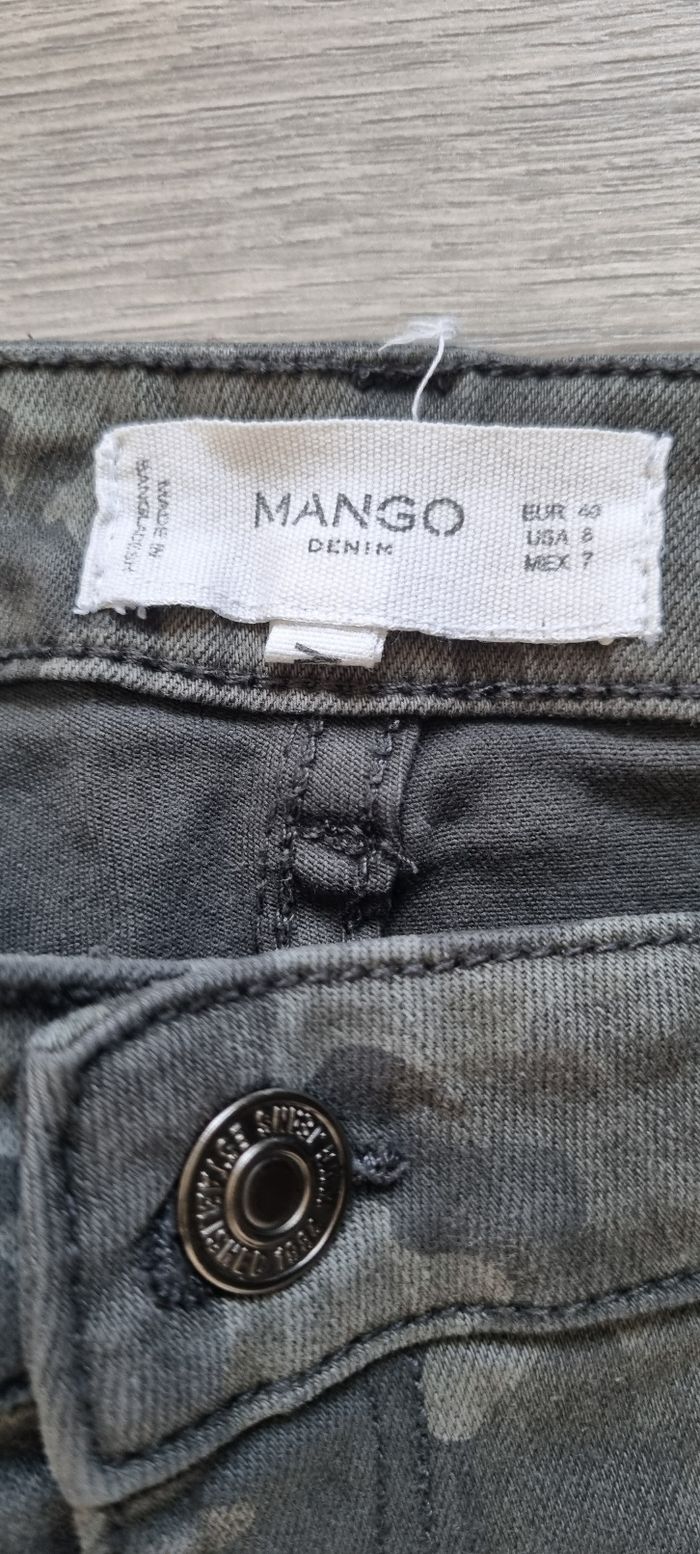 MADE IN
BANGLADESH
MANGO
DENIM
EUR 40
USA 8
MEX 7